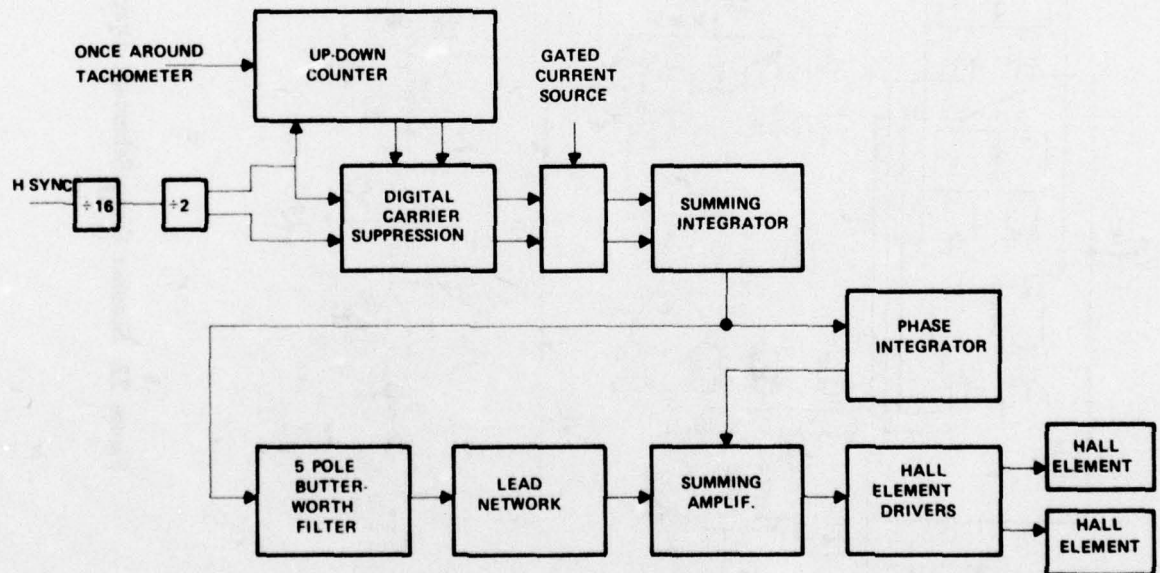 ONCE AROUND
TACHOMETER
UP-DOWN
COUNTER
GATED
CURRENT
SOURCE
H SYNC
÷16
÷2
DIGITAL
CARRIER
SUPPRESSION
SUMMING
INTEGRATOR
PHASE
INTEGRATOR
5 POLE
BUTTER-
WORTH
FILTER
LEAD
NETWORK
SUMMING
AMPLIF.
HALL
ELEMENT
DRIVERS
HALL
ELEMENT
HALL
ELEMENT